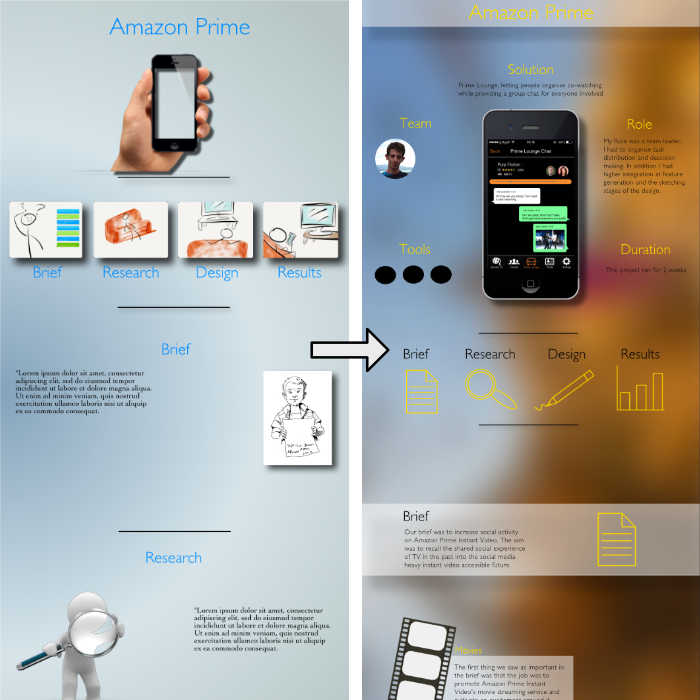 Amazon Prime
Brief
Research
Design
Results
Brief
"Lorem ipsum dolor sit amet, consectetur
adipiscing elit, sed do eiusmod tempor
incididunt ut labore et dolore magna aliqua.
Ut enim ad minim veniam, quis nostrud
exercitation ullamco laboris nisi ut aliquip
ex ea commodo consequat.
Research
"Lorem ipsum dolor sit amet, consectetur
adipiscing elit, sed do eiusmod tempor
incididunt ut labore et dolore magna aliqua.
Ut enim ad minim veniam, quis nostrud
exercitation ullamco laboris nisi ut aliquip
ex ea commodo consequat.
Amazon Prime
Solution
Prime Lounge, letting people organise co-watching
while providing a group chat for everyone involved
Team
Role
My Role was a team leader,
I had to organise task
distribution and decision
making. In addition I had
higher integration at feature
generation and the sketching
stages of the design.
Prime Lounge Chat
Tools
Duration
This project ran for 2 weeks
Brief
Research
Design
Results
Brief
Our brief was to increase social activity
on Amazon Prime Instant Video. The aim
was to recall the shared social experience
of TV in the past into the social media
heavy instant video accessible future.
Movies
The first thing we saw as important in
the brief was that the job was to
promote Amazon Prime Instant
Video's movie streaming service and